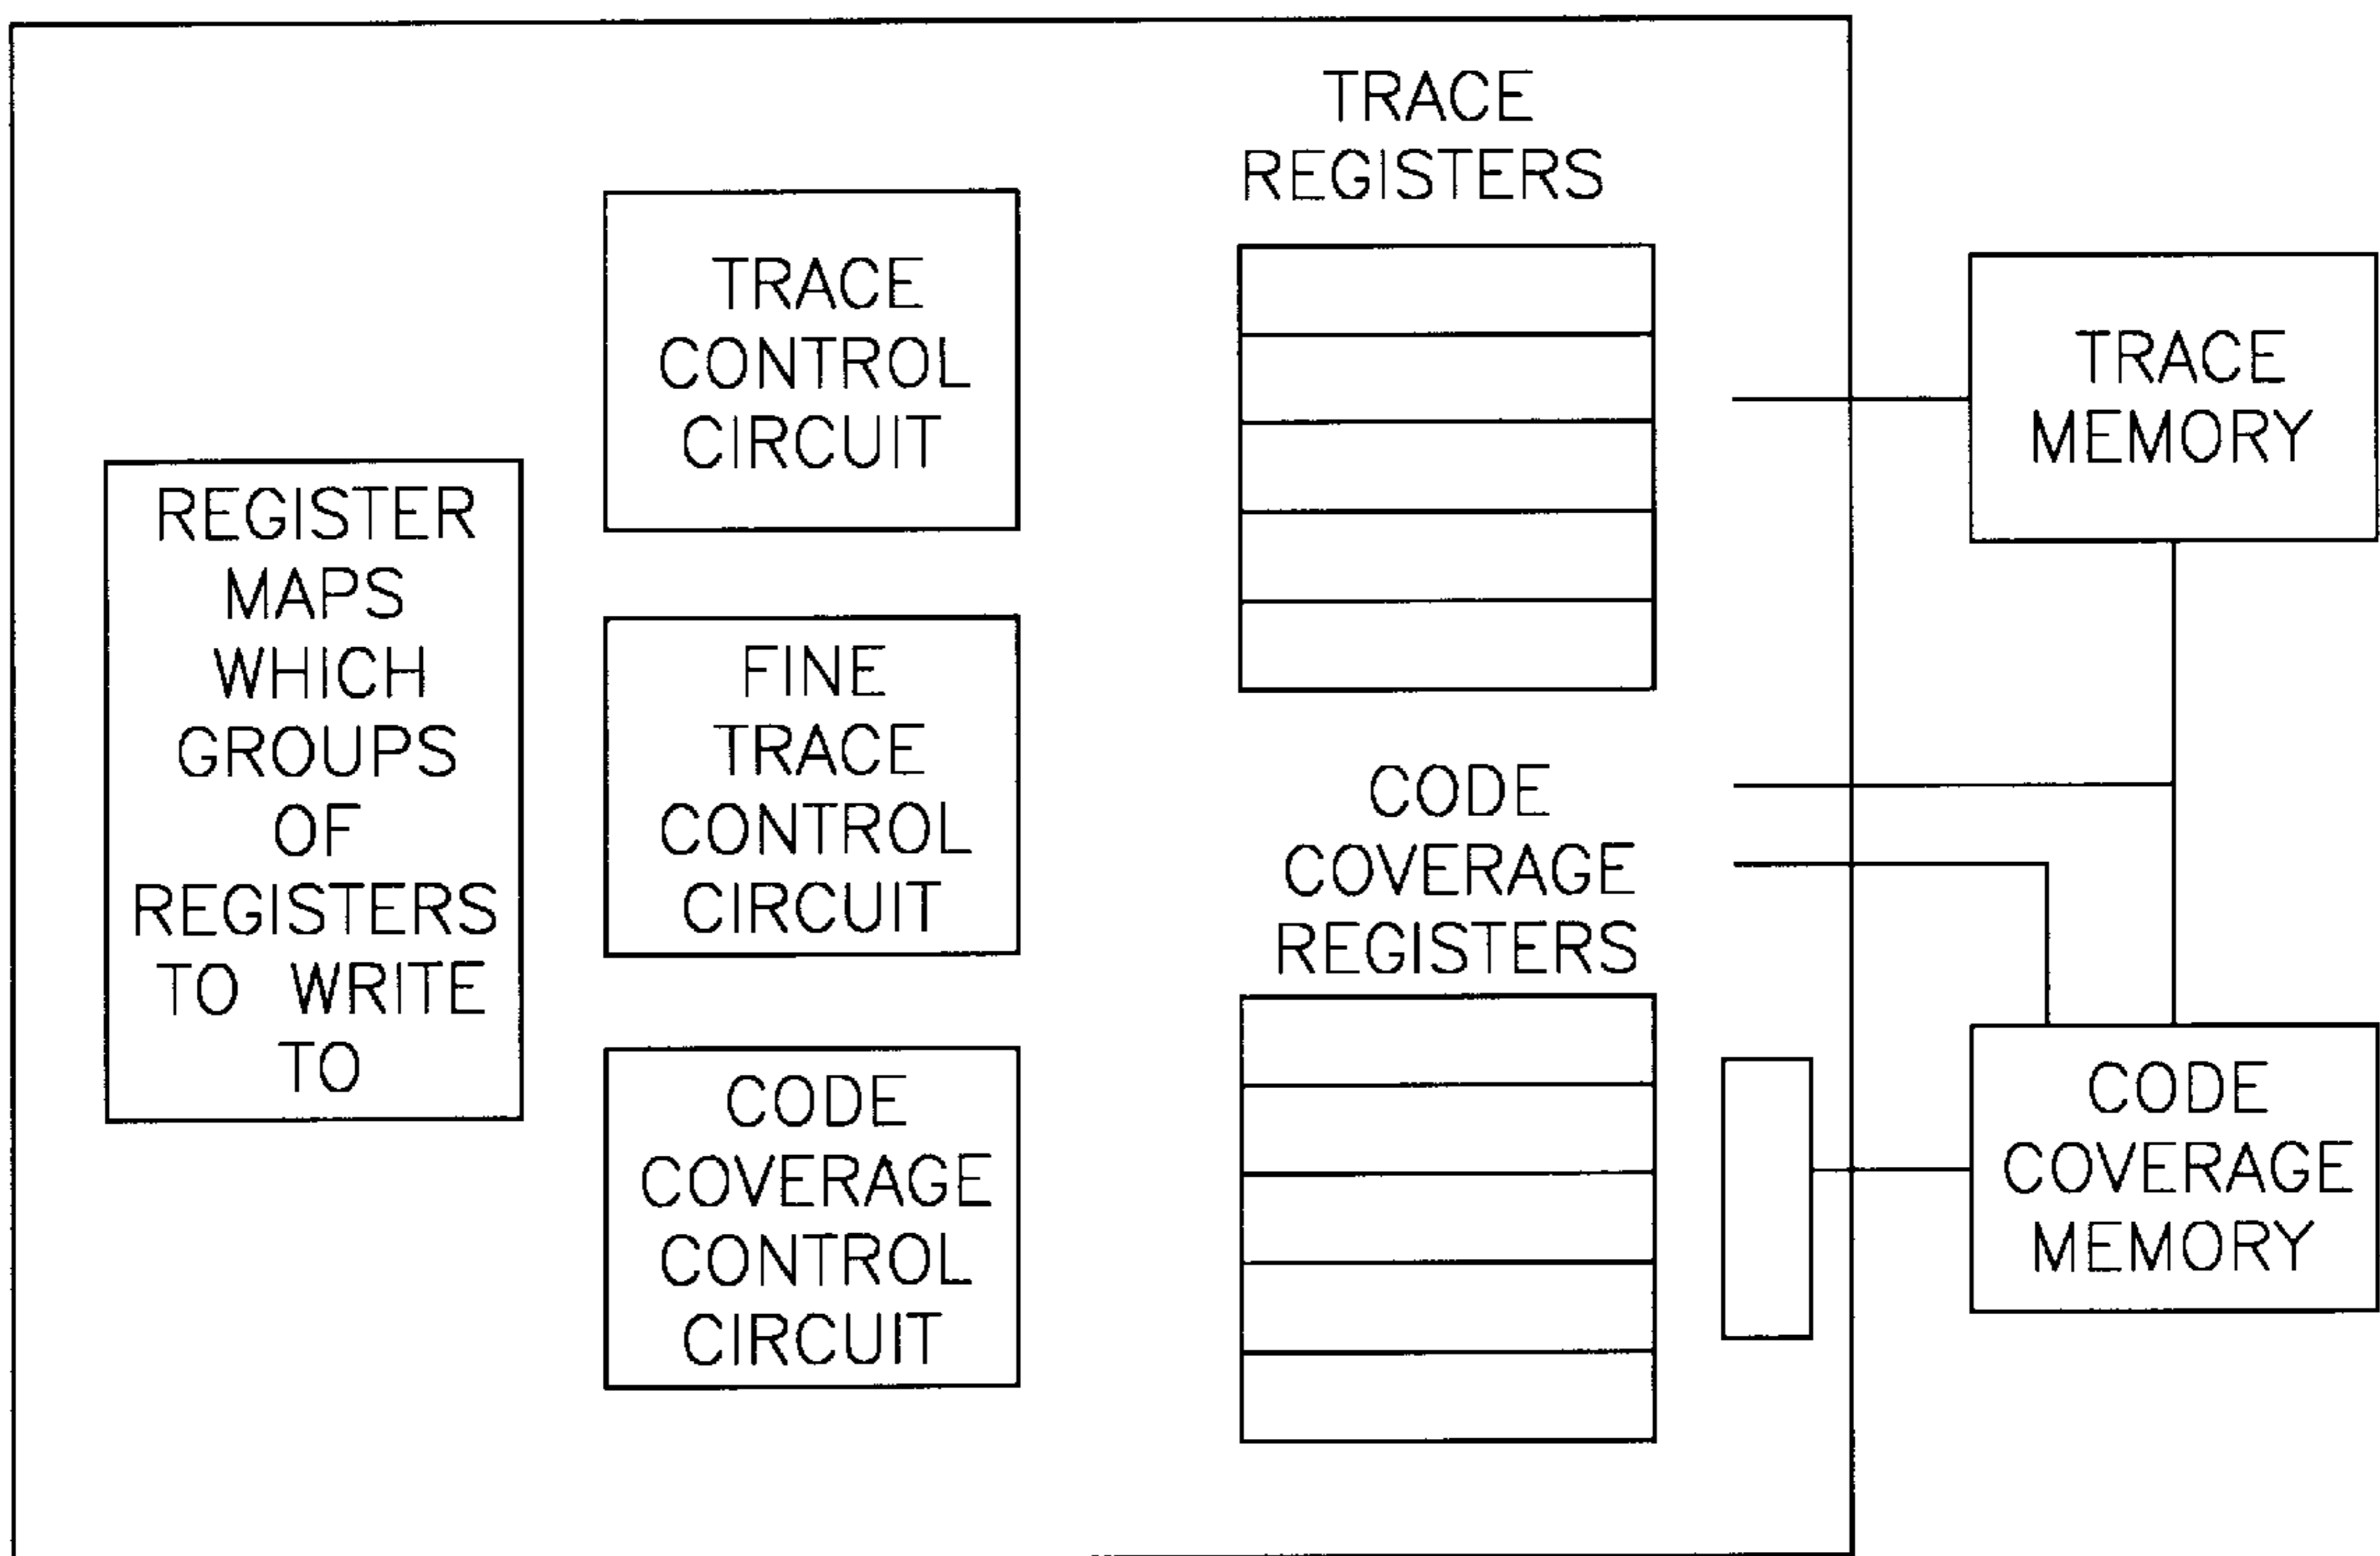 REGISTER
MAPS
WHICH
GROUPS
OF
REGISTERS
TO WRITE
TO
TRACE
CONTROL
CIRCUIT
FINE
TRACE
CONTROL
CIRCUIT
CODE
COVERAGE
CONTROL
CIRCUIT
TRACE
REGISTERS
CODE
COVERAGE
REGISTERS
TRACE
MEMORY
CODE
COVERAGE
MEMORY